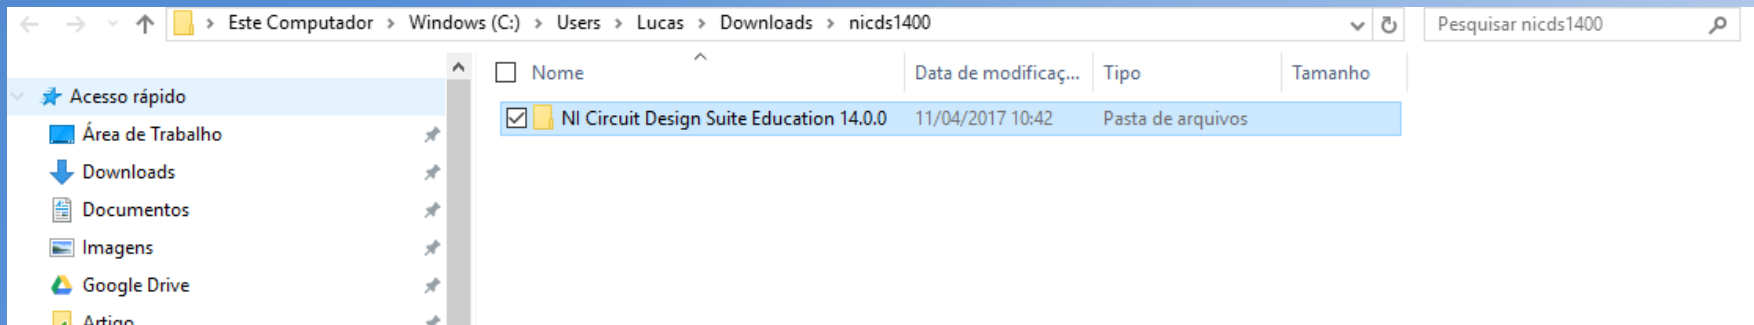 Este Computador > Windows (C:) > Users > Lucas > Downloads > nicds1400
Pesquisar nicds1400
Nome Data de modificaç... Tipo Tamanho
Acesso rápido
NI Circuit Design Suite Education 14.0.0 11/04/2017 10:42 Pasta de arquivos
Área de Trabalho
Downloads
Documentos
Imagens
Google Drive
Artigo